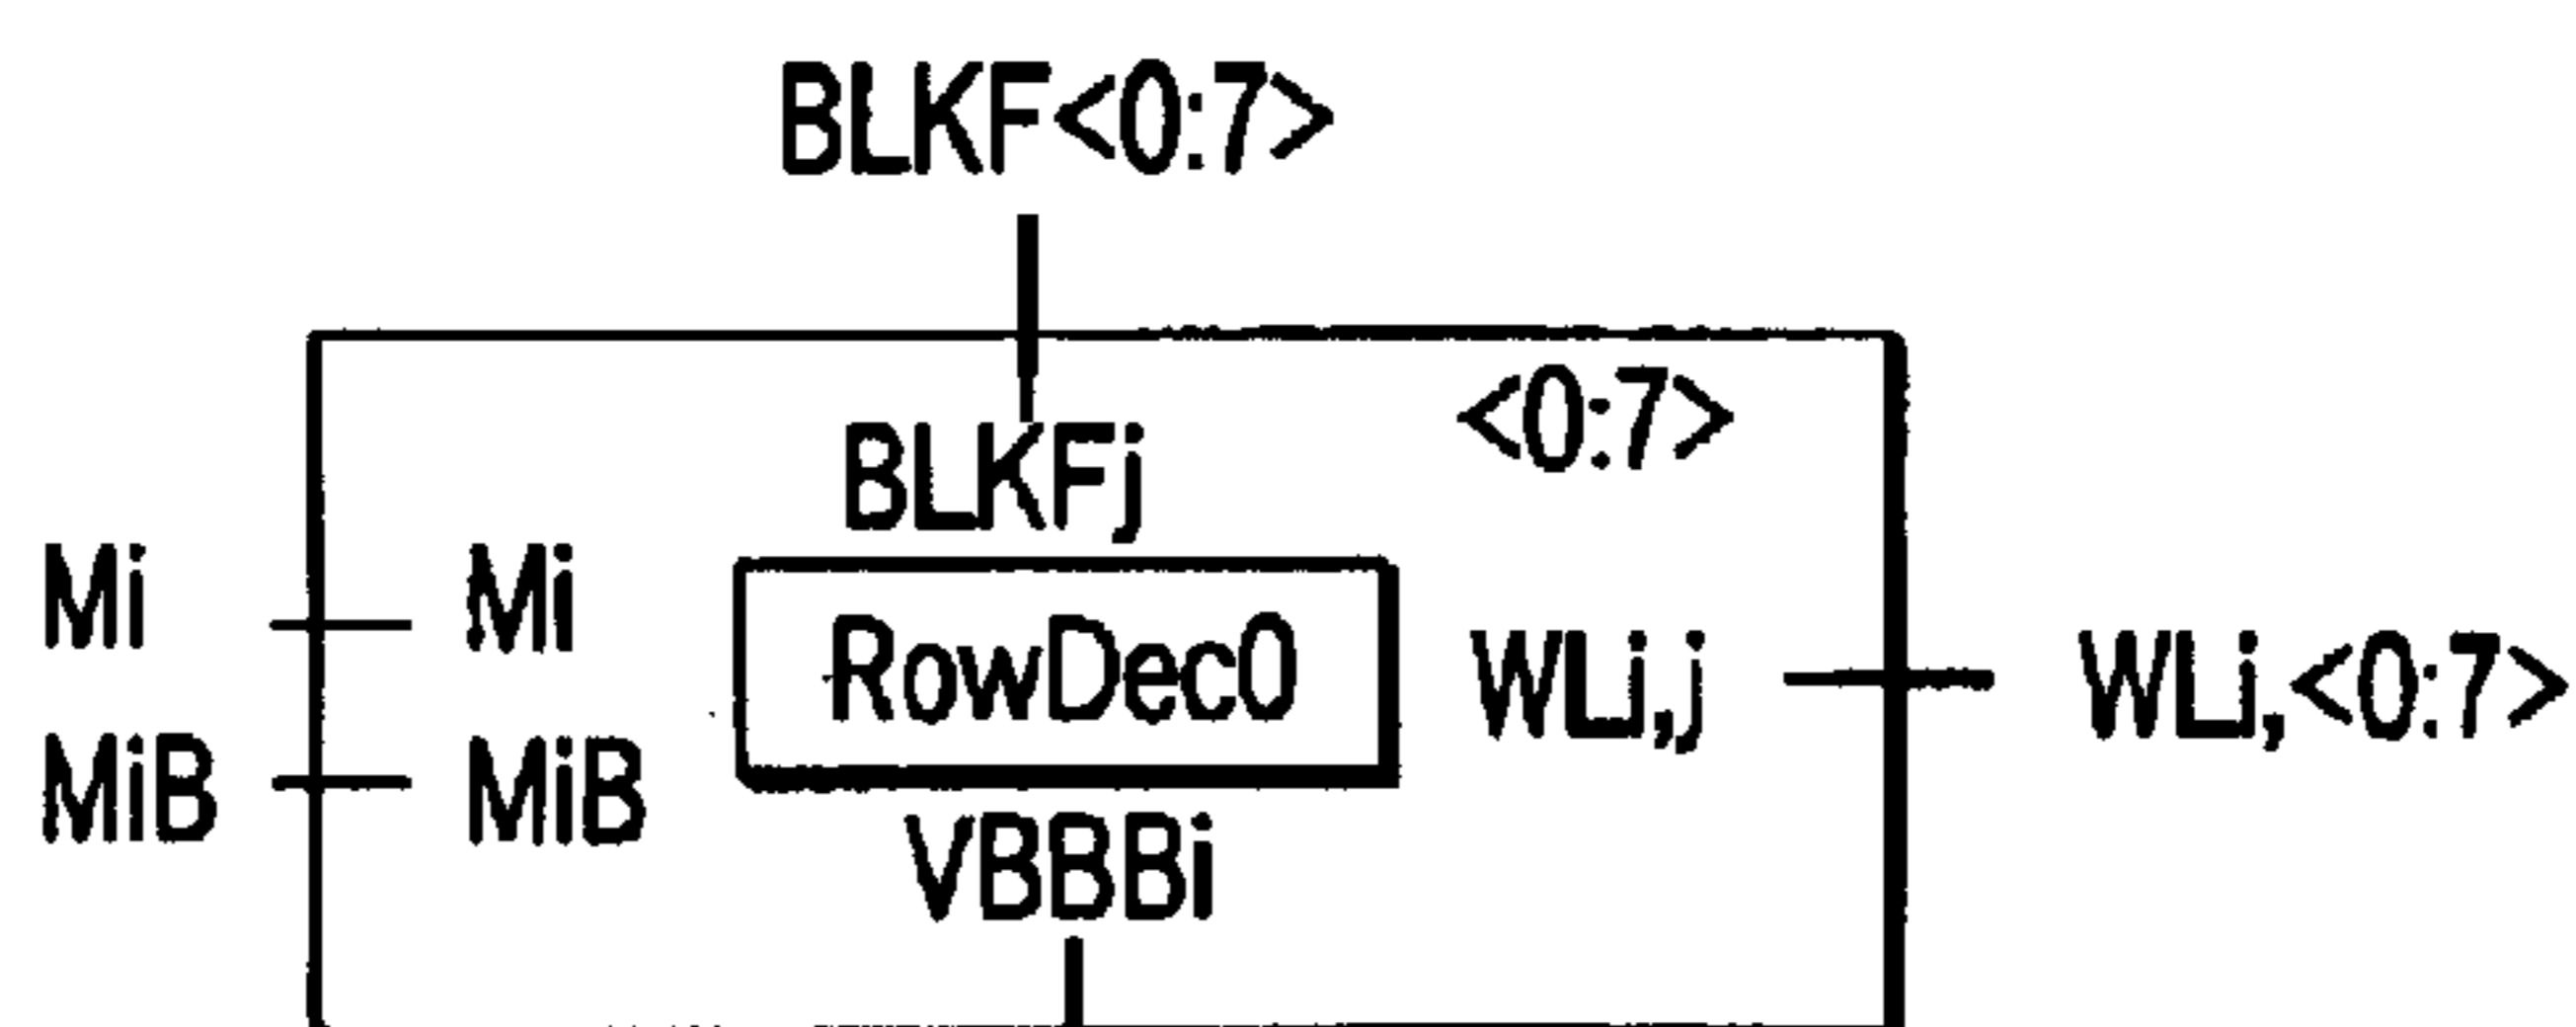 BLKF<0:7>
<0:7>
BLKFj
Mi Mi RowDec0 WLi,j WLi,<0:7>
MiB MiB
VBBBi